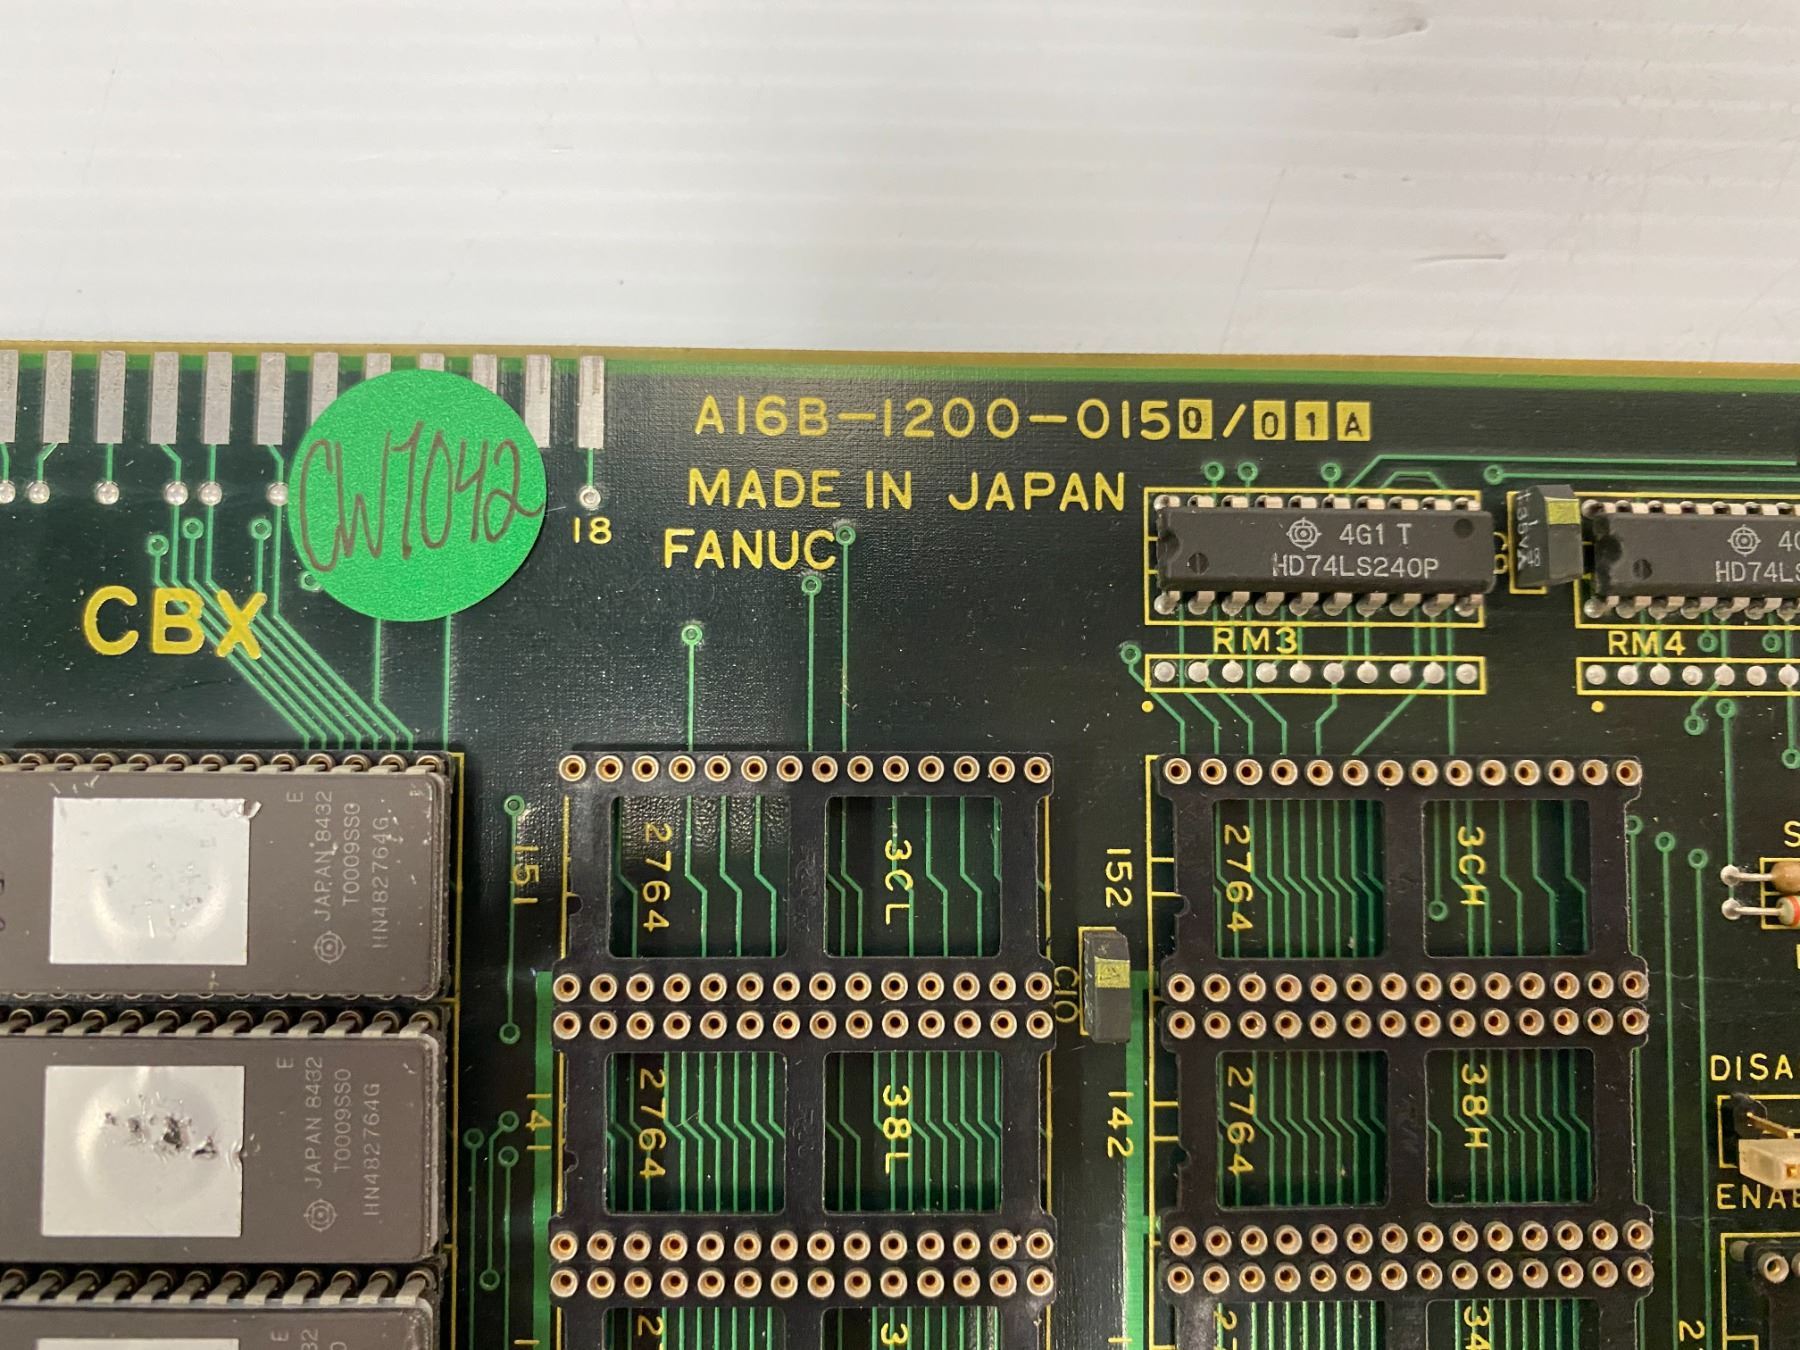 A16B-1200-0150/01A
MADE IN JAPAN
FANUC
CW7042
18
CBX
4G1 T
HD74LS240P
HD74LS
RM3
RM4
E
JAPAN 8432
T0009SS0
HN482764G
151
2764
3CL
152
2764
3CH
C10
E
JAPAN 8432
T0009SS0
HN482764G
141
2764
38L
142
2764
38H
DISA
ENAB
E